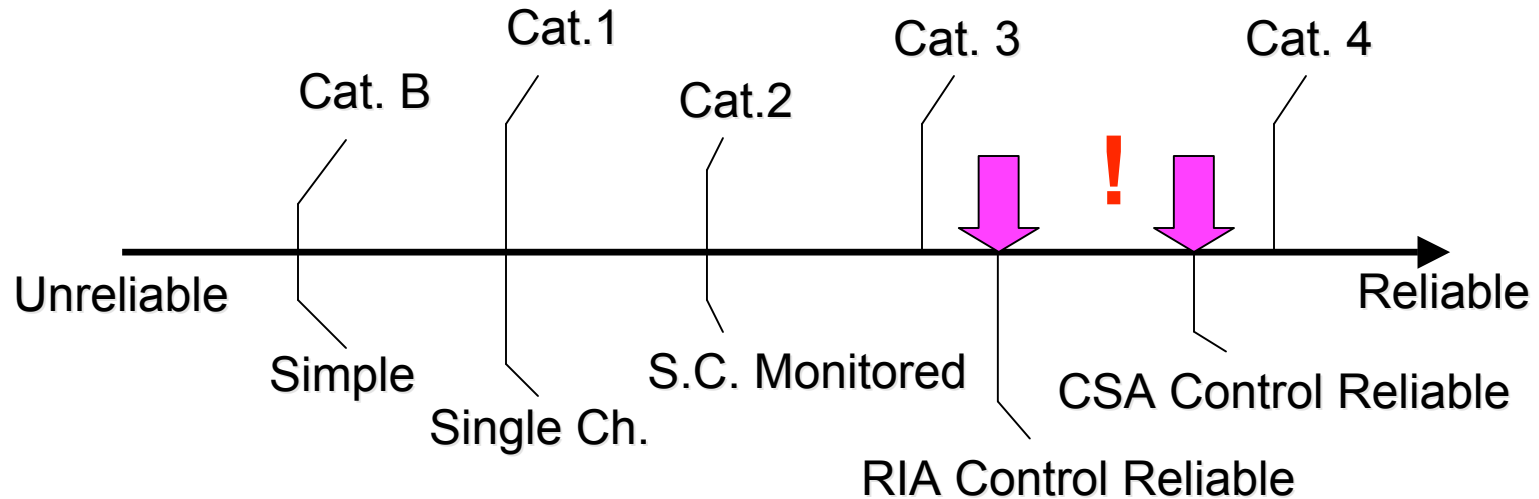 Cat.1
Cat. 3
Cat. 4
Cat. B
Cat.2
!
Unreliable
Reliable
Simple
S.C. Monitored
CSA Control Reliable
Single Ch.
RIA Control Reliable